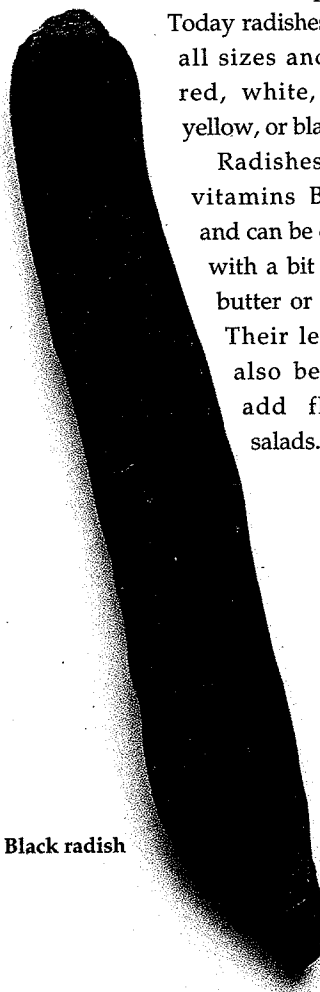 Today radishes
all sizes and
red, white,
yellow, or bla
Radishes
vitamins B
and can be
with a bit
butter or
Their le
also be
add fl
salads.
Black radish